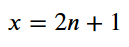 x = 2n + 1